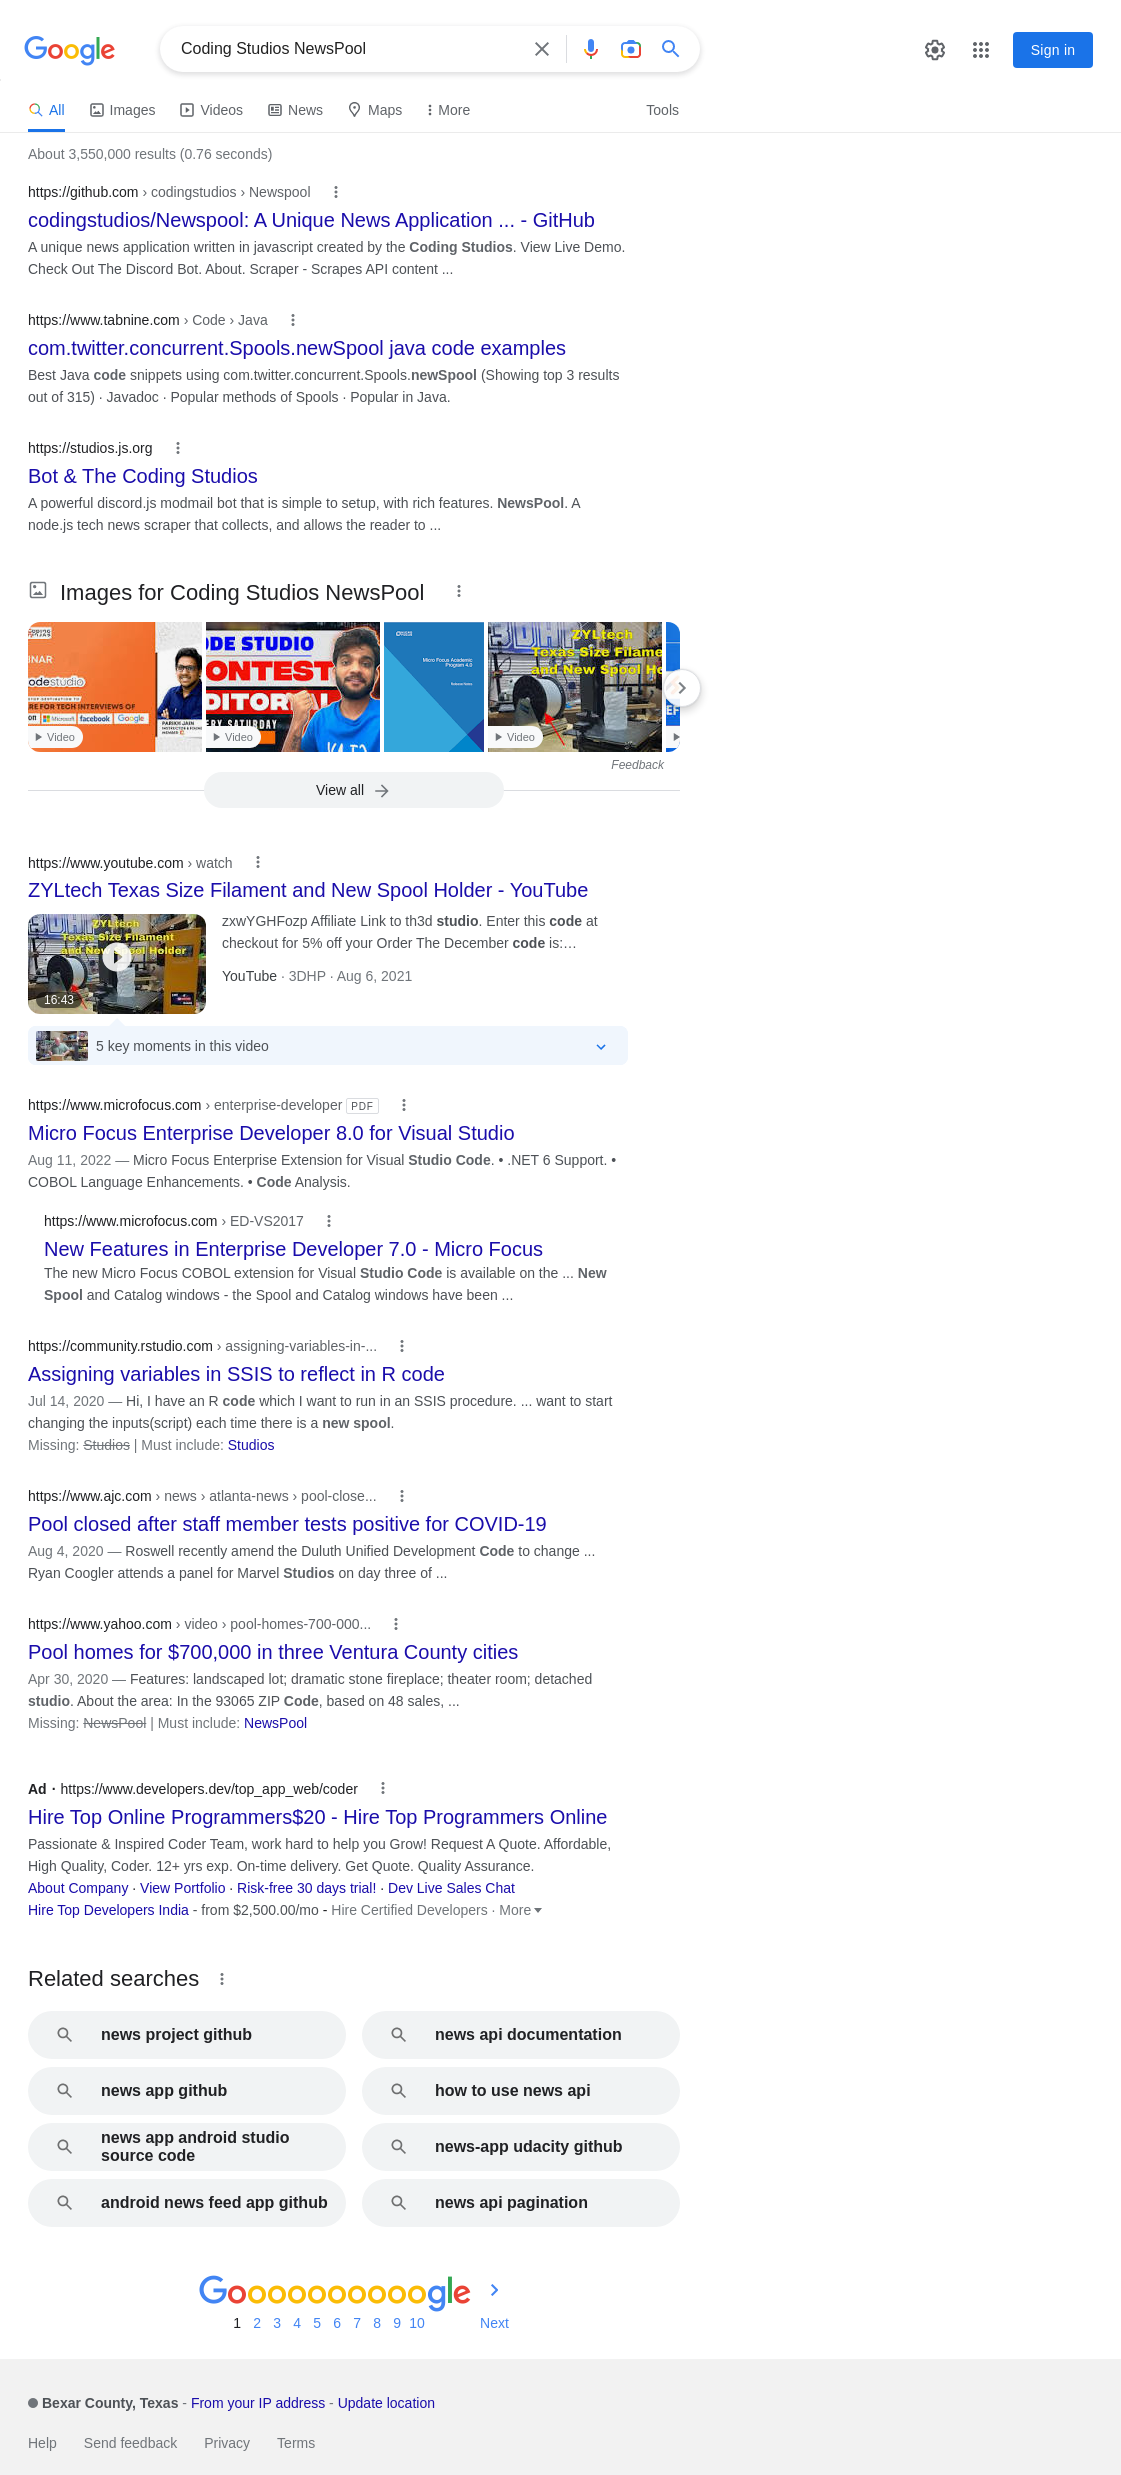 Google
Coding Studios NewsPool
Sign in
All
Images
Videos
News
Maps
More
Tools
About 3,550,000 results (0.76 seconds)
https://github.com › codingstudios › Newspool
codingstudios/Newspool: A Unique News Application ... - GitHub
A unique news application written in javascript created by the Coding Studios. View Live Demo.
Check Out The Discord Bot. About. Scraper - Scrapes API content ...
https://www.tabnine.com › Code › Java
com.twitter.concurrent.Spools.newSpool java code examples
Best Java code snippets using com.twitter.concurrent.Spools.newSpool (Showing top 3 results
out of 315) · Javadoc · Popular methods of Spools · Popular in Java.
https://studios.js.org
Bot & The Coding Studios
A powerful discord.js modmail bot that is simple to setup, with rich features. NewsPool. A
node.js tech news scraper that collects, and allows the reader to ...
Images for Coding Studios NewsPool
Video
Video
Micro Focus Academic
Program 4.0
Release Notes
ZYLtech
Texas Size Filame
and New Spool Ho
Video
Feedback
View all
https://www.youtube.com › watch
ZYLtech Texas Size Filament and New Spool Holder - YouTube
ZYLtech
Texas Size Filament
and New Spool Holder
16:43
zxwYGHFozp Affiliate Link to th3d studio. Enter this code at
checkout for 5% off your Order The December code is:...
YouTube · 3DHP · Aug 6, 2021
5 key moments in this video
https://www.microfocus.com › enterprise-developer PDF
Micro Focus Enterprise Developer 8.0 for Visual Studio
Aug 11, 2022 — Micro Focus Enterprise Extension for Visual Studio Code. • .NET 6 Support. •
COBOL Language Enhancements. • Code Analysis.
https://www.microfocus.com › ED-VS2017
New Features in Enterprise Developer 7.0 - Micro Focus
The new Micro Focus COBOL extension for Visual Studio Code is available on the ... New
Spool and Catalog windows - the Spool and Catalog windows have been ...
https://community.rstudio.com › assigning-variables-in-...
Assigning variables in SSIS to reflect in R code
Jul 14, 2020 — Hi, I have an R code which I want to run in an SSIS procedure. ... want to start
changing the inputs(script) each time there is a new spool.
Missing: Studios | Must include: Studios
https://www.ajc.com › news › atlanta-news › pool-close...
Pool closed after staff member tests positive for COVID-19
Aug 4, 2020 — Roswell recently amend the Duluth Unified Development Code to change ...
Ryan Coogler attends a panel for Marvel Studios on day three of ...
https://www.yahoo.com › video › pool-homes-700-000...
Pool homes for $700,000 in three Ventura County cities
Apr 30, 2020 — Features: landscaped lot; dramatic stone fireplace; theater room; detached
studio. About the area: In the 93065 ZIP Code, based on 48 sales, ...
Missing: NewsPool | Must include: NewsPool
Ad · https://www.developers.dev/top_app_web/coder
Hire Top Online Programmers$20 - Hire Top Programmers Online
Passionate & Inspired Coder Team, work hard to help you Grow! Request A Quote. Affordable,
High Quality, Coder. 12+ yrs exp. On-time delivery. Get Quote. Quality Assurance.
About Company · View Portfolio · Risk-free 30 days trial! · Dev Live Sales Chat
Hire Top Developers India - from $2,500.00/mo - Hire Certified Developers · More
Related searches
news project github
news api documentation
news app github
how to use news api
news app android studio
source code
news-app udacity github
android news feed app github
news api pagination
Goooooooooogle
1 2 3 4 5 6 7 8 9 10 Next
Bexar County, Texas - From your IP address - Update location
Help Send feedback Privacy Terms